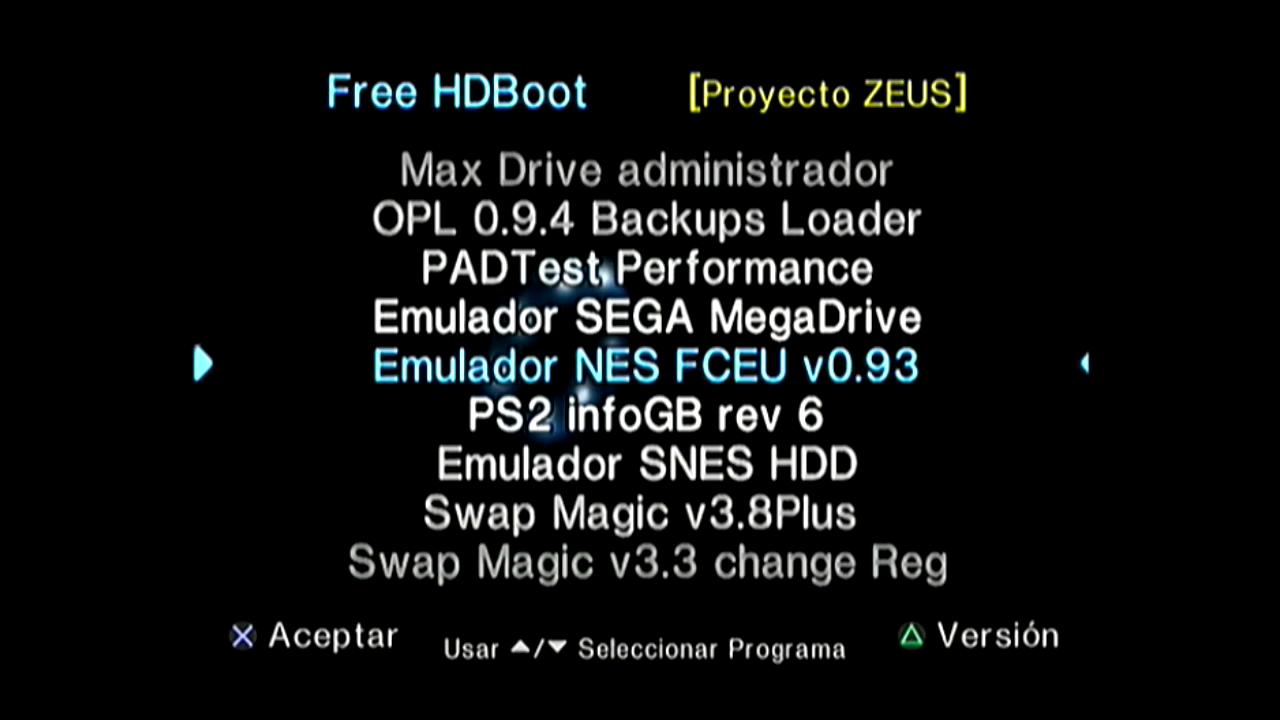 Free HDBoot [Proyecto ZEUS]
Max Drive administrador
OPL 0.9.4 Backups Loader
PADTest Performance
Emulador SEGA MegaDrive
Emulador NES FCEU v0.93
PS2 infoGB rev 6
Emulador SNES HDD
Swap Magic v3.8Plus
Swap Magic v3.3 change Reg
Aceptar Usar ▲/▼ Seleccionar Programa Versión